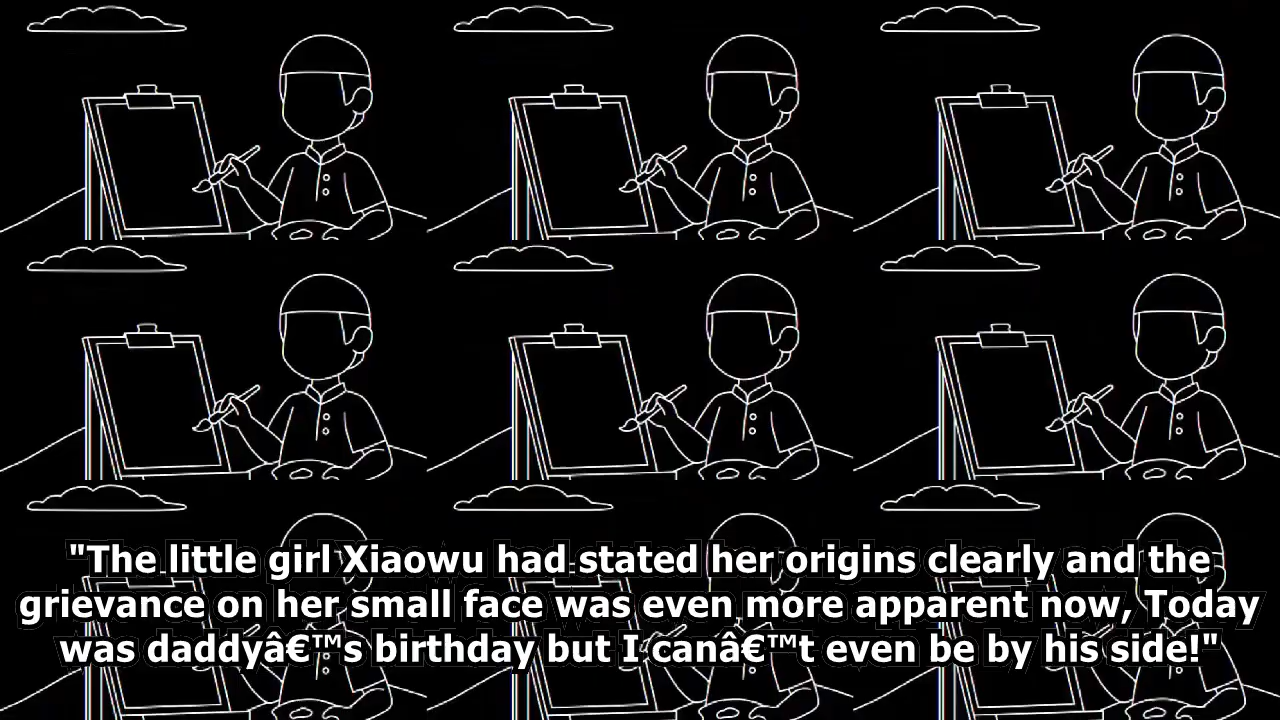 "The little girl Xiaowu had stated her origins clearly and the
grievance on her small face was even more apparent now, Today
was daddyâ€™s birthday but I canâ€™t even be by his side!"